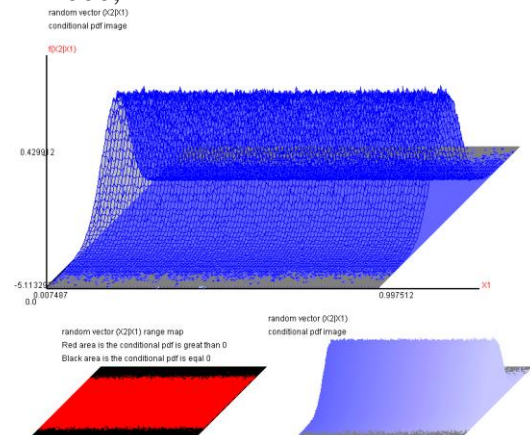 random vector (X2|X1)
conditional pdf image
f(X2|X1)
0.429912
-5.11329
0.007487
0.997512
X1
0.0
random vector (X2|X1) range map
Red area is the conditional pdf is great than 0
Black area is the conditional pdf is eqal 0
random vector (X2|X1)
conditional pdf image